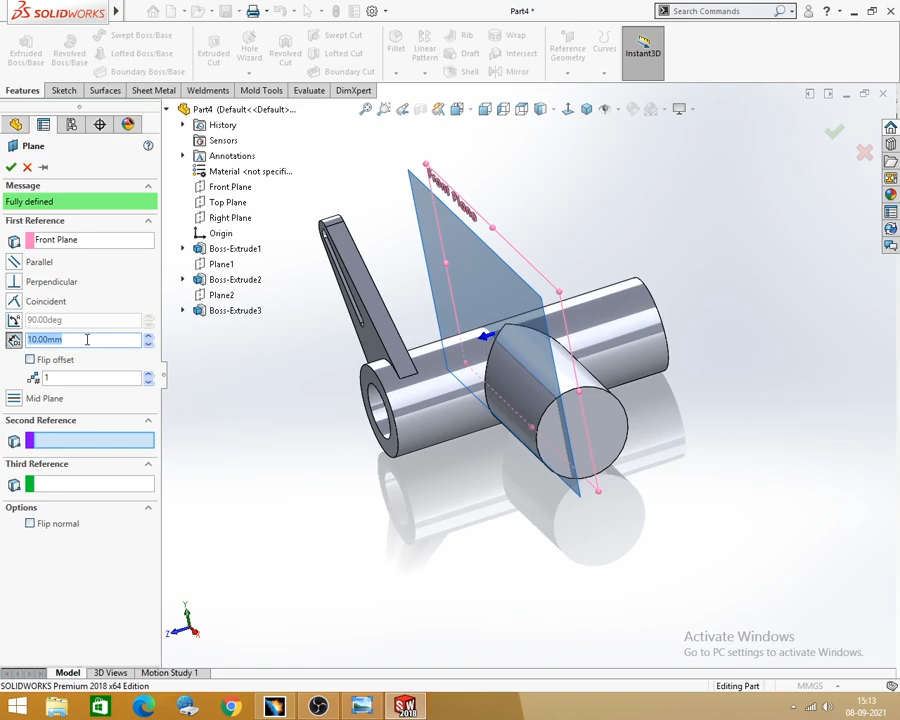 SOLIDWORKS
Part4 *
Search Commands
Extruded Boss/Base
Revolved Boss/Base
Swept Boss/Base
Lofted Boss/Base
Boundary Boss/Base
Extruded Cut
Hole Wizard
Revolved Cut
Swept Cut
Lofted Cut
Boundary Cut
Fillet
Linear Pattern
Rib
Draft
Shell
Wrap
Intersect
Mirror
Reference Geometry
Curves
Instant3D
Features
Sketch
Surfaces
Sheet Metal
Weldments
Mold Tools
Evaluate
DimXpert
Plane
Message
Fully defined
First Reference
Front Plane
Parallel
Perpendicular
Coincident
90.00deg
10.00mm
Flip offset
1
Mid Plane
Second Reference
Third Reference
Options
Flip normal
Part4 (Default<<Default>...
History
Sensors
Annotations
Material <not specifi...
Front Plane
Top Plane
Right Plane
Origin
Boss-Extrude1
Plane1
Boss-Extrude2
Plane2
Boss-Extrude3
Y
Z
X
Activate Windows
Go to PC settings to activate Windows.
Model
3D Views
Motion Study 1
SOLIDWORKS Premium 2018 x64 Edition
Editing Part
MMGS
SW
2018
15:13
08-09-2021